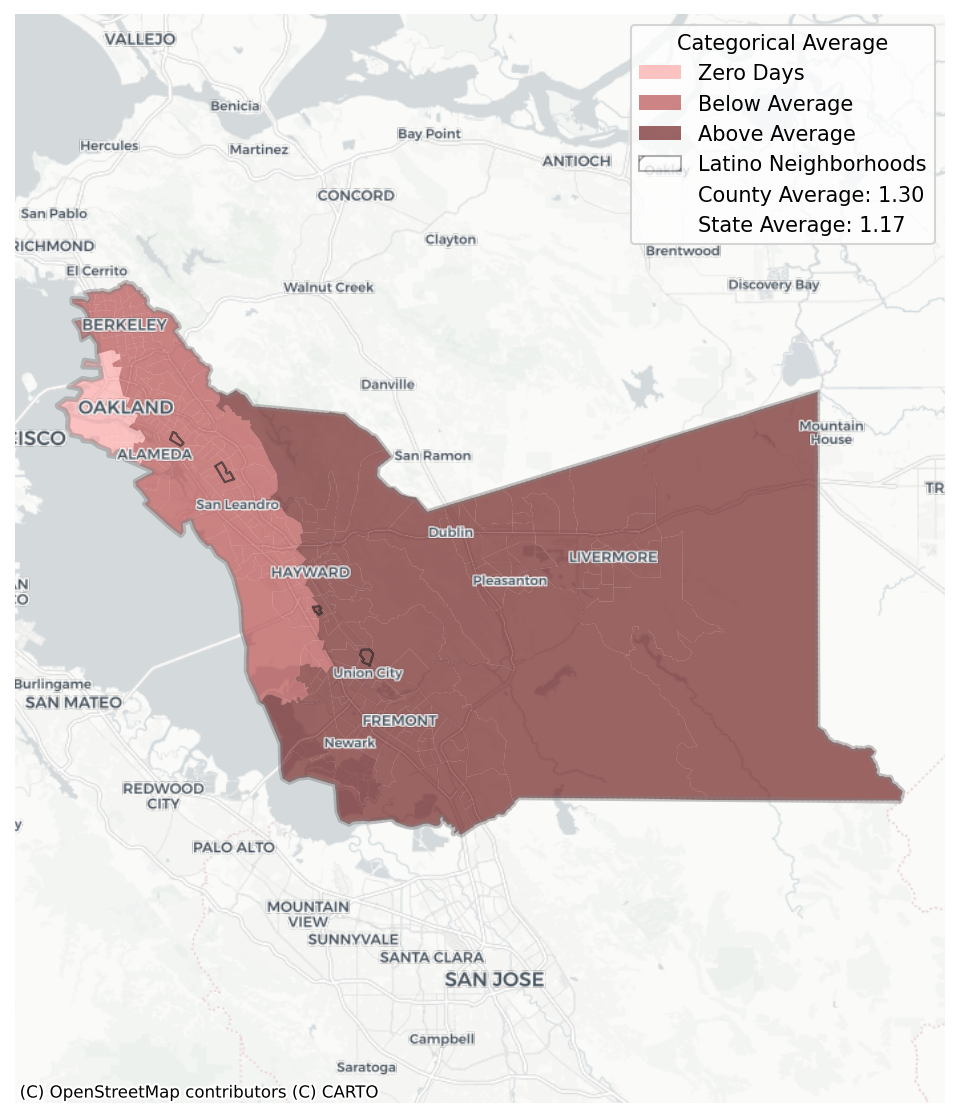 Categorical Average
Zero Days
Below Average
Above Average
Latino Neighborhoods
County Average: 1.30
State Average: 1.17
VALLEJO
Benicia
Hercules
Martinez
Bay Point
ANTIOCH
Oakley
CONCORD
San Pablo
RICHMOND
Clayton
Brentwood
El Cerrito
Walnut Creek
Discovery Bay
BERKELEY
Danville
OAKLAND
CISCO
Mountain
House
ALAMEDA
San Ramon
TR
San Leandro
Dublin
LIVERMORE
HAYWARD
Pleasanton
AN
CO
Union City
Burlingame
SAN MATEO
FREMONT
Newark
REDWOOD
CITY
y
PALO ALTO
MOUNTAIN
VIEW
SUNNYVALE
SANTA CLARA
SAN JOSE
Campbell
Saratoga
(C) OpenStreetMap contributors (C) CARTO